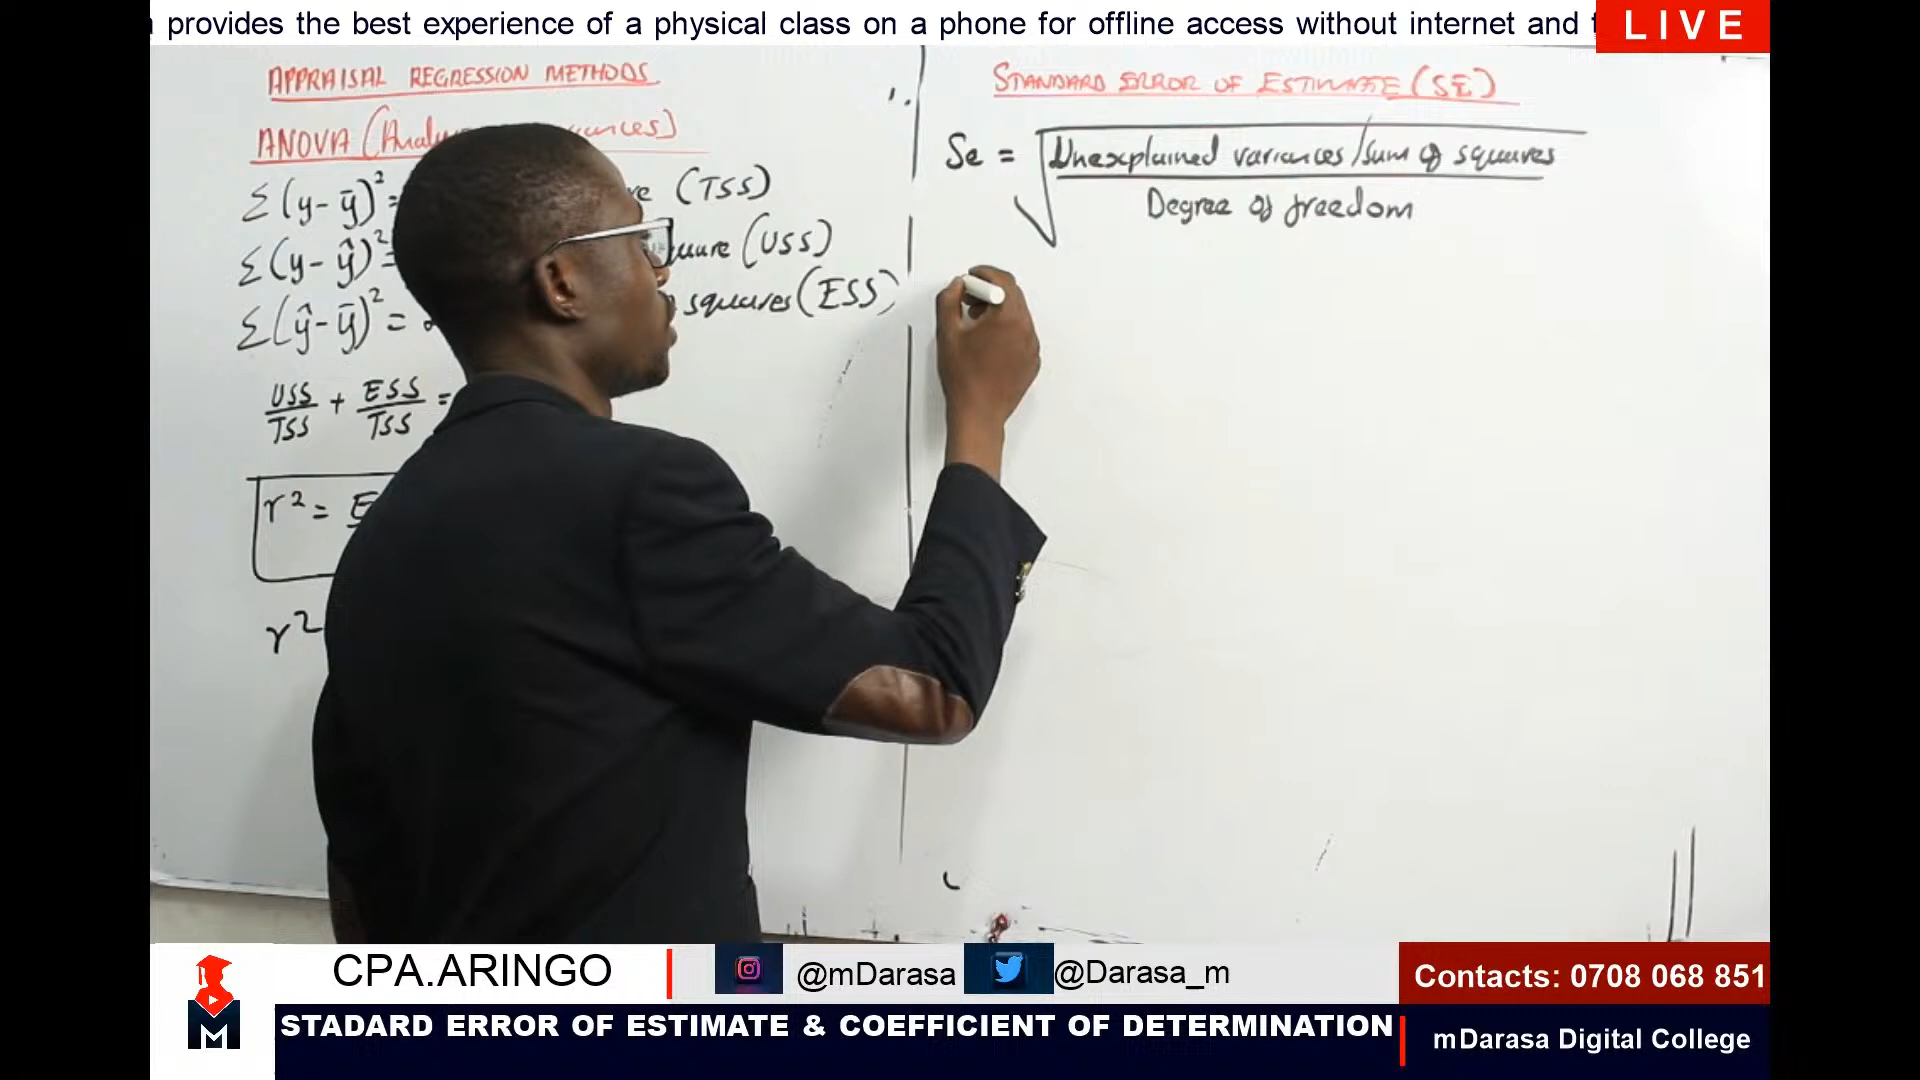 provides the best experience of a physical class on a phone for offline access without internet and
LIVE
APPRAISAL REGRESSION METHODS
ANOVA (
Σ(y-ȳ)²= (TSS)
Σ(y-ŷ)² (USS)
Σ(ŷ-ȳ)² = squares (ESS)
USS/TSS + ESS/TSS =
r² = E
r²
STANDARD ERROR OF ESTIMATE (SE)
Se = √
Unexplained variances/sum of squares
Degree of freedom
CPA.ARINGO
@mDarasa
@Darasa_m
Contacts: 0708 068 851
M
STADARD ERROR OF ESTIMATE & COEFFICIENT OF DETERMINATION
mDarasa Digital College